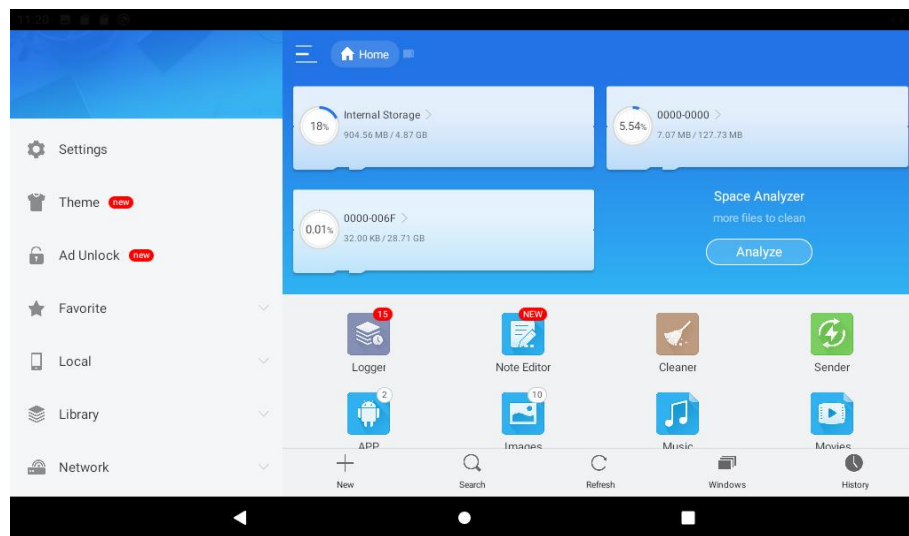 11:20
Home
Settings
Theme new
Ad Unlock new
Favorite
Local
Library
Network
18%
Internal Storage
904.56 MB / 4.87 GB
5.54%
0000-0000
7.07 MB / 127.73 MB
0.01%
0000-006F
32.00 KB / 28.71 GB
Space Analyzer
more files to clean
Analyze
15
NEW
Logger
Note Editor
Cleaner
Sender
2
10
APP
Images
Music
Movies
New
Search
Refresh
Windows
History